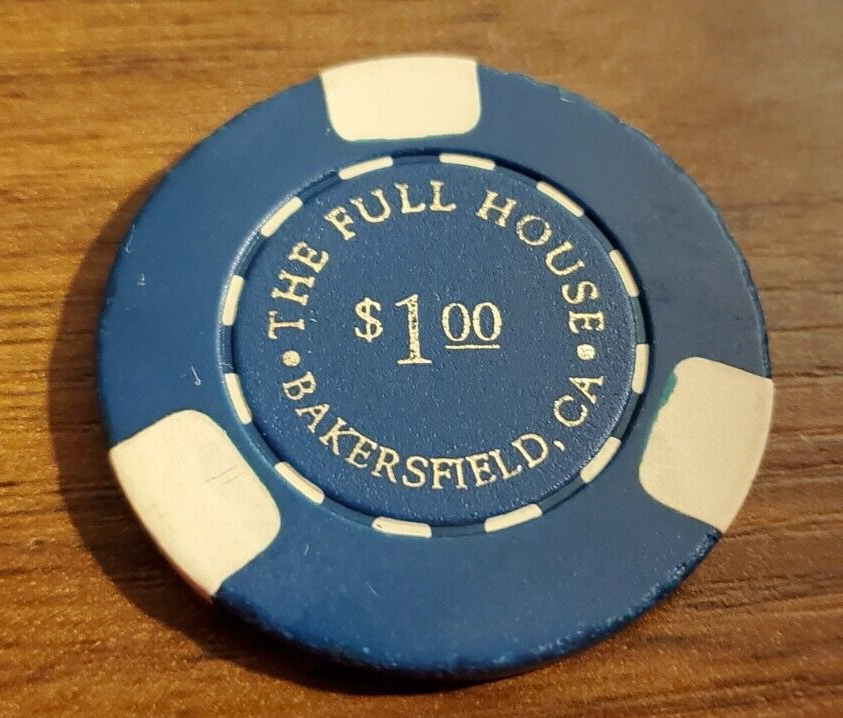 THE FULL HOUSE
$1.00
BAKERSFIELD, CA